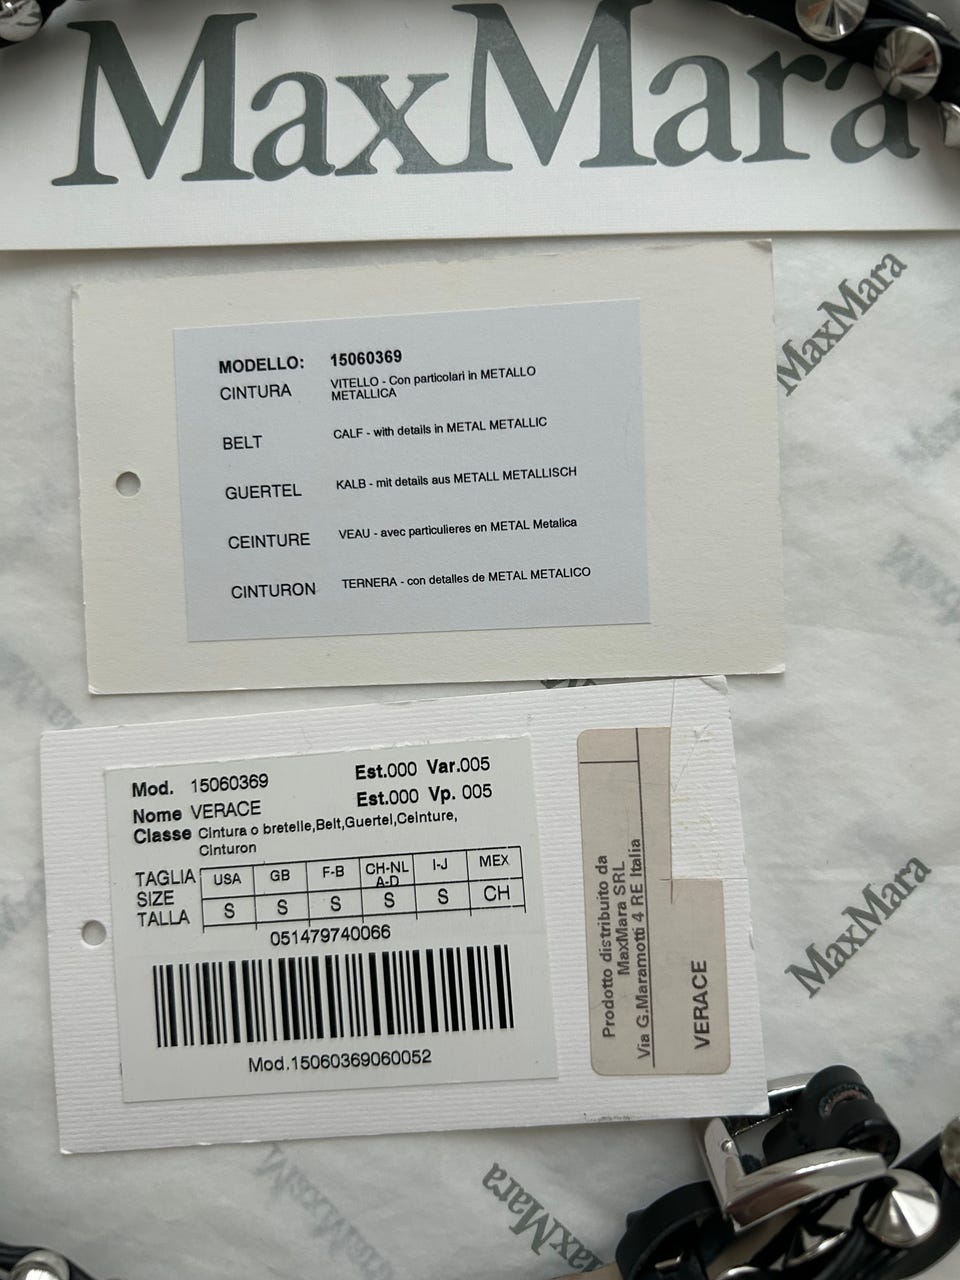 MaxMara
MaxMara
MODELLO: 15060369
CINTURA VITELLO - Con particolari in METALLO
METALLICA
BELT CALF - with details in METAL METALLIC
GUERTEL KALB - mit details aus METALL METALLISCH
CEINTURE VEAU - avec particulieres en METAL Metalica
CINTURON TERNERA - con detalles de METAL METALICO
Mod. 15060369 Est.000 Var.005
Nome VERACE Est.000 Vp. 005
Classe Cintura o bretelle,Belt,Guertel,Ceinture,
Cinturon
TAGLIA SIZE TALLA
USA GB F-B CH-NL A-D I-J MEX
S S S S S CH
051479740066
Mod.15060369060052
Prodotto distribuito da
MaxMara SRL
Via G.Maramotti 4 RE Italia
VERACE
MaxMara
MaxMara